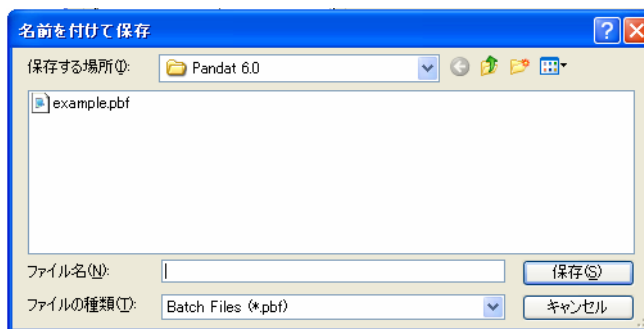 名前を付けて保存
保存する場所(I): Pandat 6.0
example.pbf
ファイル名(N): 保存(S)
ファイルの種類(T): Batch Files (*.pbf) キャンセル